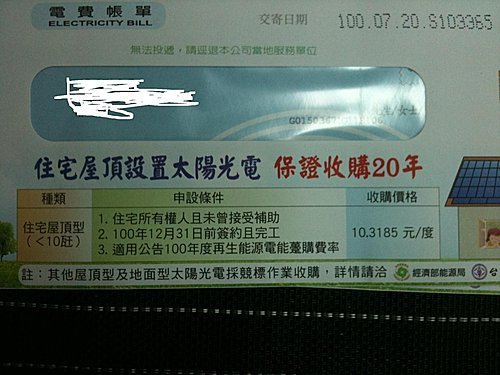 電費帳單
ELECTRICITY BILL
交寄日期 100.07.20.S103365
無法投遞，請逕退本公司當地服務單位
住宅屋頂設置太陽光電 保證收購20年
種類 申設條件 收購價格
住宅屋頂型
(<10瓩)
1. 住宅所有權人且未曾接受補助
2. 100年12月31日前簽約且完工
3. 適用公告100年度再生能源電能躉購費率
10.3185 元/度
註：其他屋頂型及地面型太陽光電採競標作業收購，詳情請洽 經濟部能源局 台